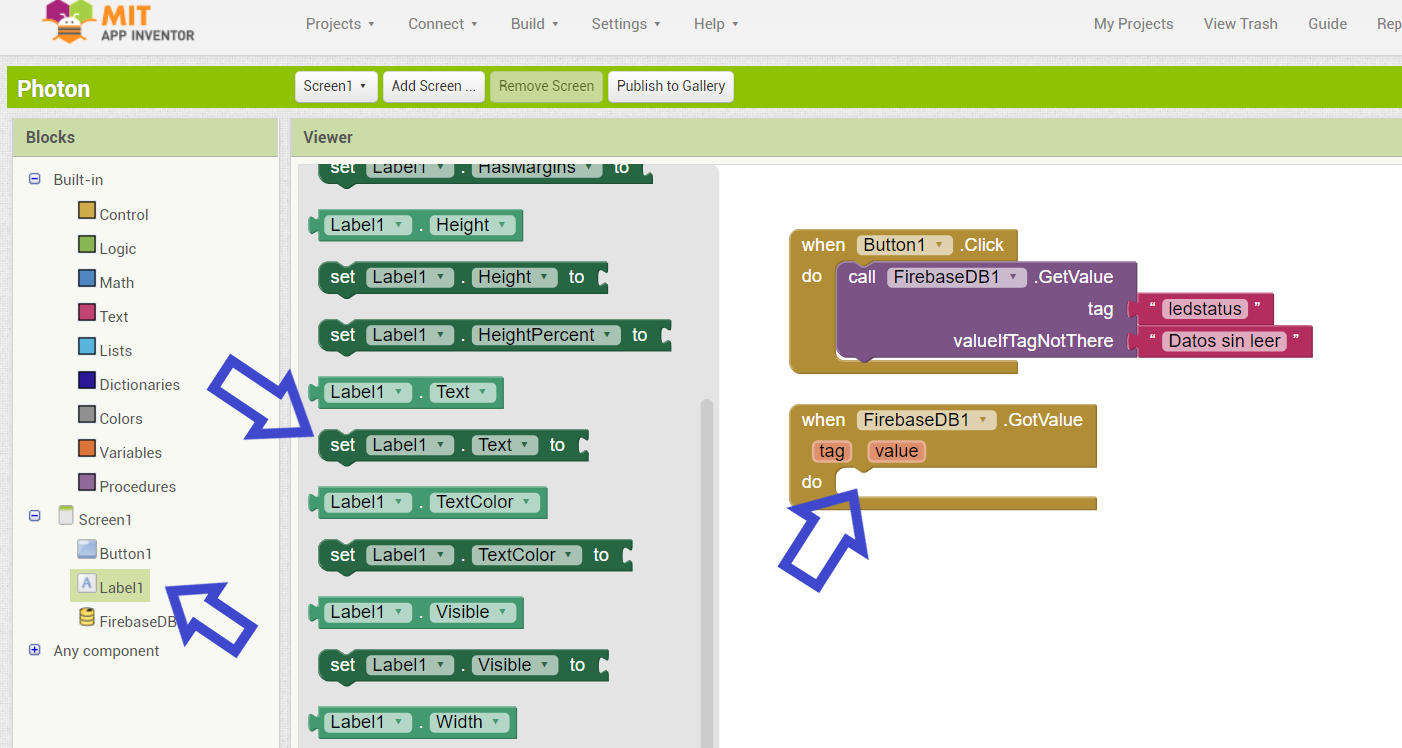 MIT
APP INVENTOR
Projects Connect Build Settings Help My Projects View Trash Guide Rep
Photon Screen1 Add Screen ... Remove Screen Publish to Gallery
Blocks
Built-in
Control
Logic
Math
Text
Lists
Dictionaries
Colors
Variables
Procedures
Screen1
Button1
Label1
FirebaseDB
Any component
Viewer
set Label1 . HasMargins to
Label1 . Height
set Label1 . Height to
set Label1 . HeightPercent to
Label1 . Text
set Label1 . Text to
Label1 . TextColor
set Label1 . TextColor to
Label1 . Visible
set Label1 . Visible to
Label1 . Width
when Button1 .Click
do call FirebaseDB1 .GetValue
tag “ ledstatus ”
valueIfTagNotThere “ Datos sin leer ”
when FirebaseDB1 .GotValue
tag value
do